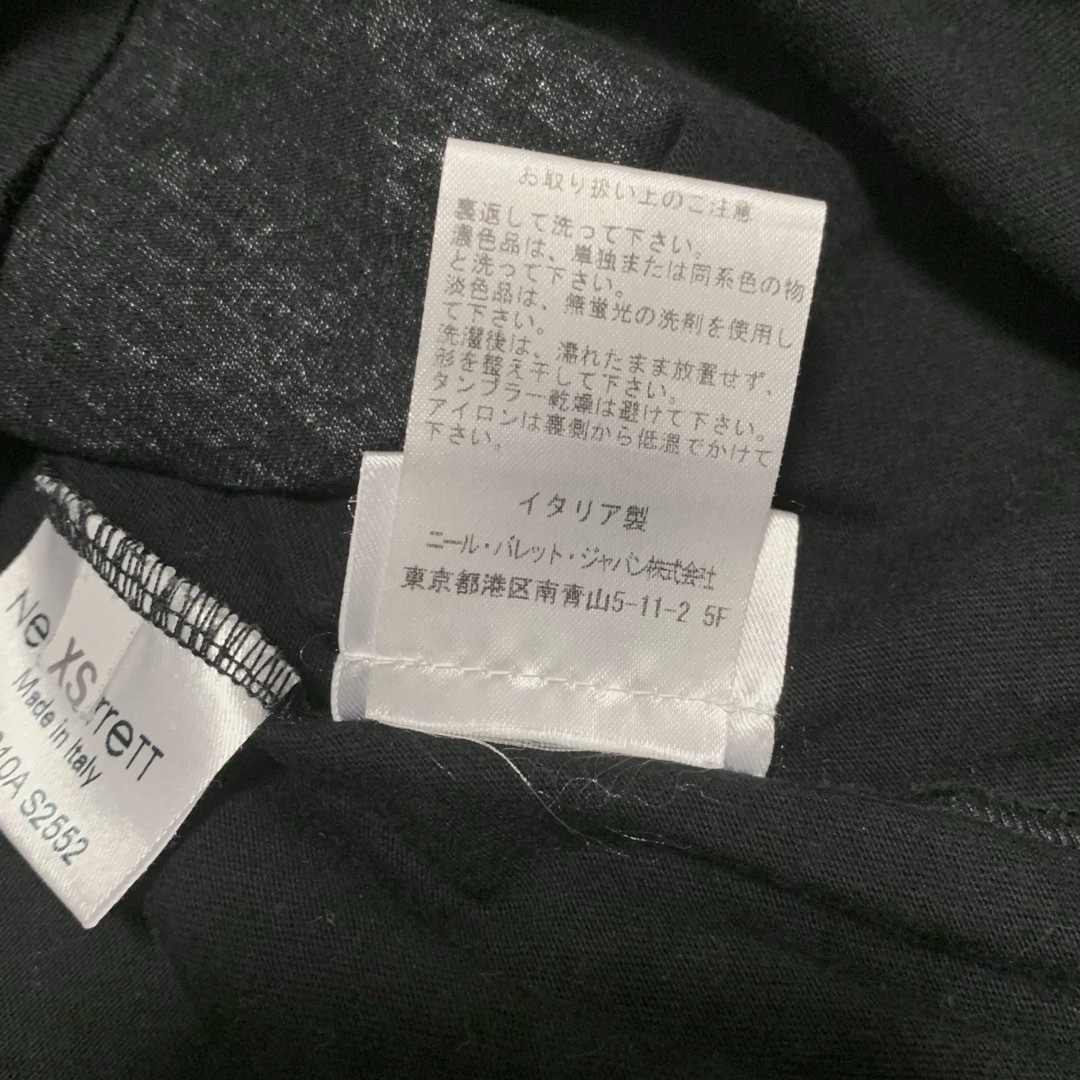 お取り扱い上のご注意
裏返して洗って下さい。
濃色品は、単独または同系色の物
と洗って下さい。
淡色品は、無蛍光の洗剤を使用し
て下さい。
洗濯後は、濡れたまま放置せず、
形を整え干して下さい。
タンブラー乾燥は避けて下さい。
アイロンは裏側から低温でかけて
下さい。
イタリア製
ニール・バレット・ジャパン株式会社
東京都港区南青山5-11-2 5F
Ne
XS
rreTT
Made in Italy
10A S2552